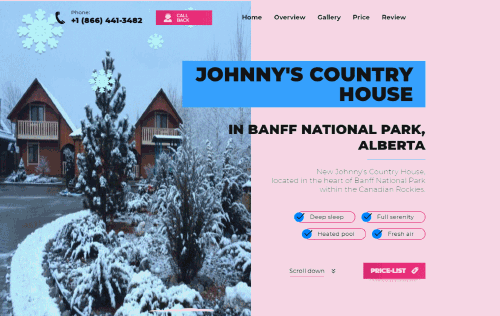 Phone:
+1 (866) 441-3482
CALL
BACK
Home Overview Gallery Price Review
JOHNNY'S COUNTRY
HOUSE
IN BANFF NATIONAL PARK,
ALBERTA
New Johnny's Country House,
located in the heart of Banff National Park
within the Canadian Rockies.
Deep sleep Full serenity
Heated pool Fresh air
Scroll down PRICE-LIST